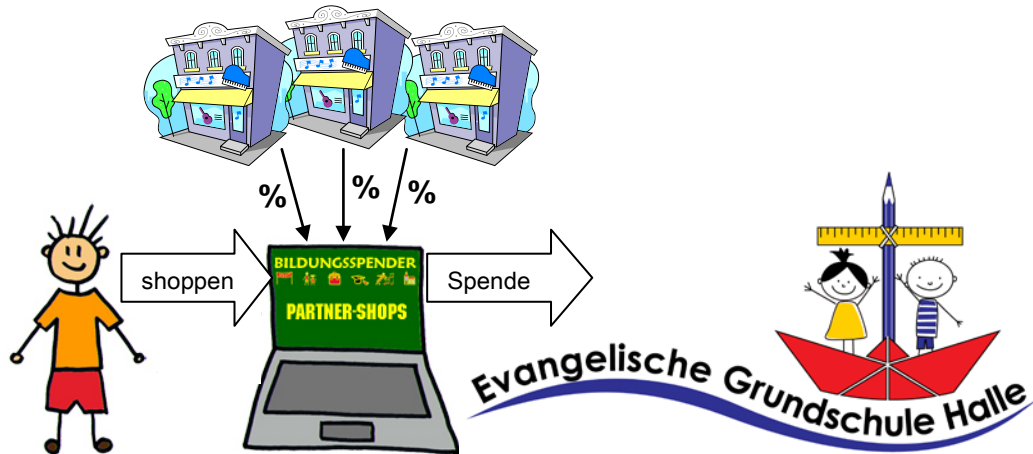 % % %
shoppen
BILDUNGSSPENDER
PARTNER-SHOPS
Spende
Evangelische Grundschule Halle